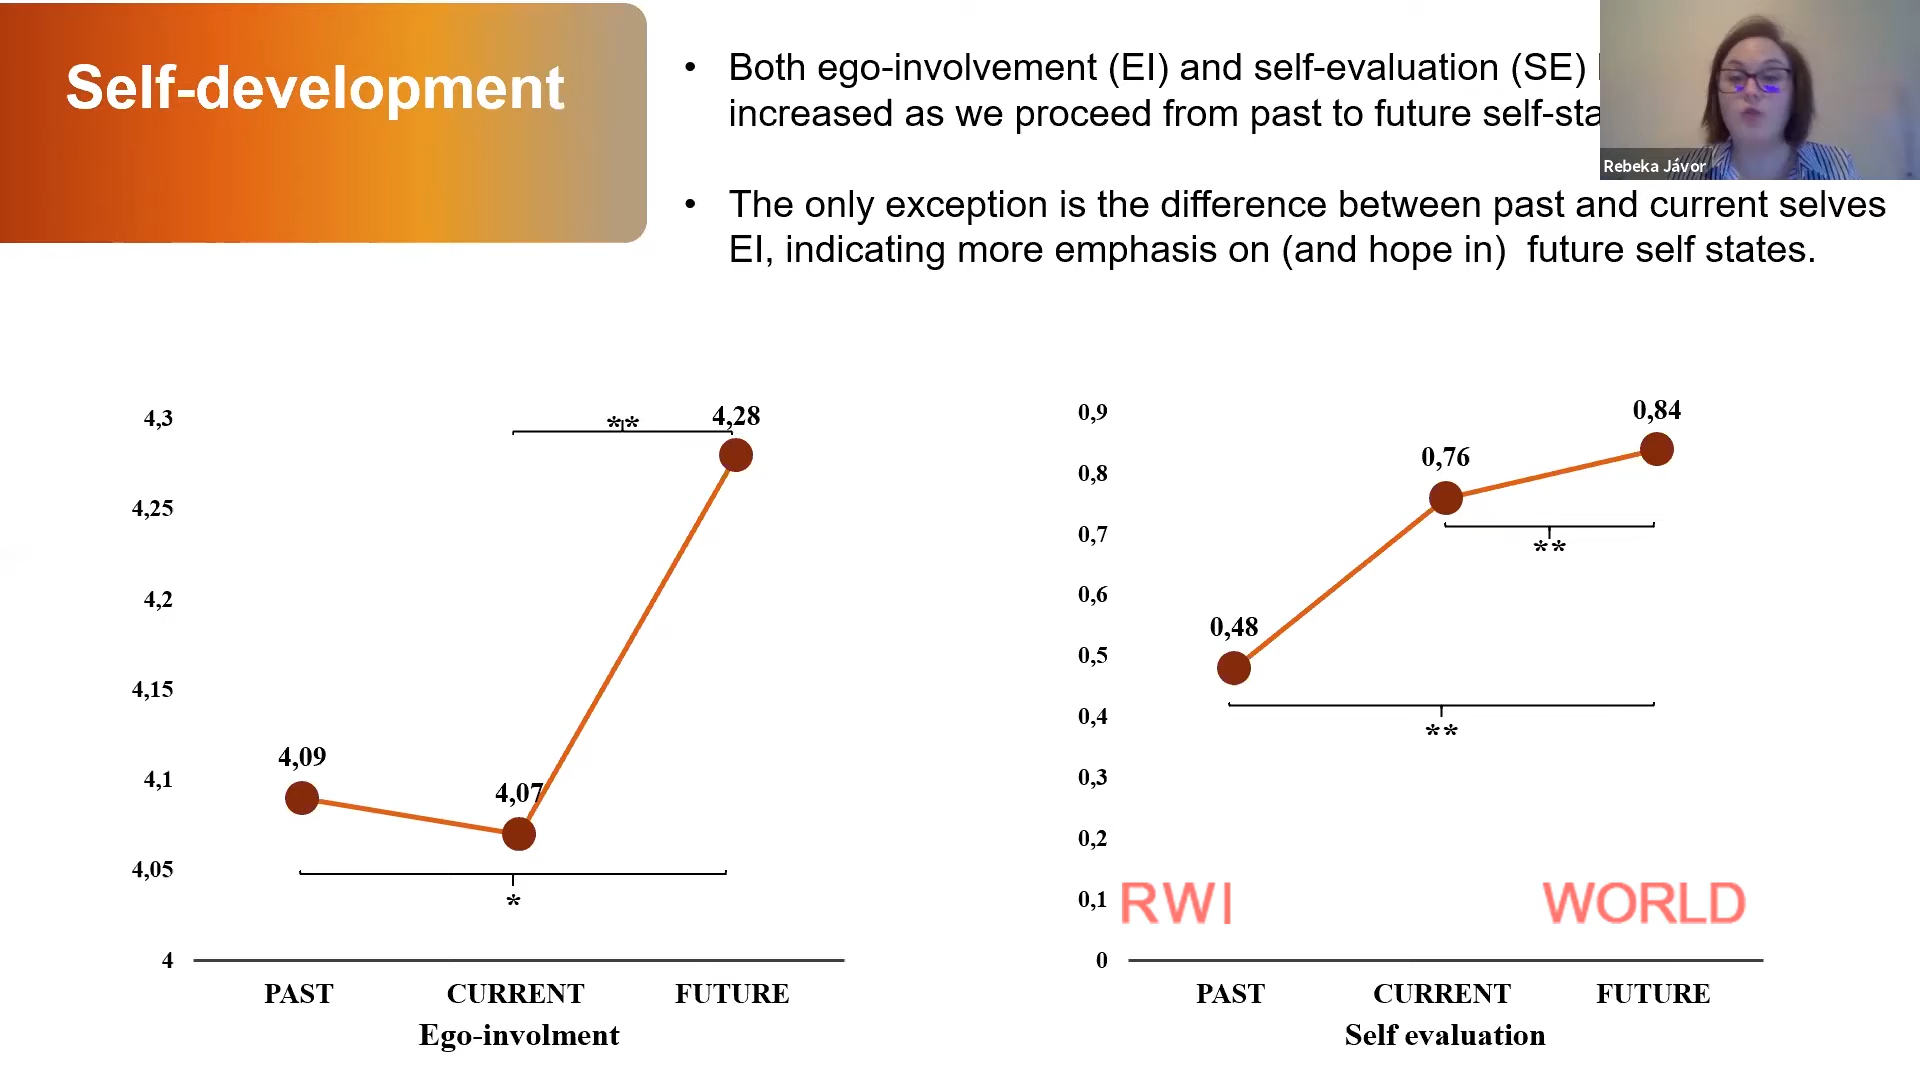 Self-development
• Both ego-involvement (EI) and self-evaluation (SE)
increased as we proceed from past to future
• The only exception is the difference between past and current selves
EI, indicating more emphasis on (and hope in) future self states.
Rebeka Jávor
4,3
4,25
4,2
4,15
4,1
4,05
4
**
4,28
4,09
4,07
*
PAST CURRENT FUTURE
Ego-involment
0,9
0,8
0,7
0,6
0,5
0,4
0,3
0,2
0,1
0
0,84
0,76
**
0,48
**
RWI WORLD
PAST CURRENT FUTURE
Self evaluation